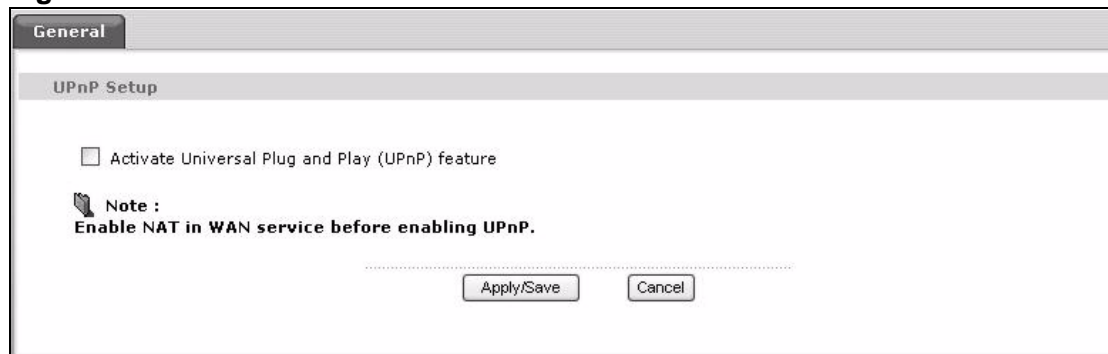 General
UPnP Setup
Activate Universal Plug and Play (UPnP) feature
Note :
Enable NAT in WAN service before enabling UPnP.
Apply/Save Cancel